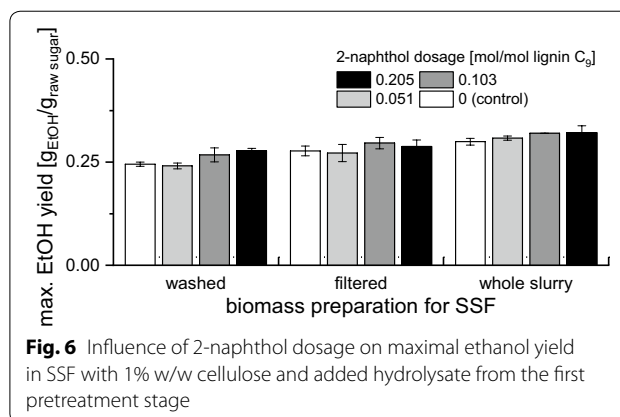 max. EtOH yield [g_EtOH/g_raw sugar]
0.50
0.25
0.00
2-naphthol dosage [mol/mol lignin C₉]
0.205 0.103
0.051 0 (control)
washed filtered whole slurry
biomass preparation for SSF
Fig. 6 Influence of 2-naphthol dosage on maximal ethanol yield
in SSF with 1% w/w cellulose and added hydrolysate from the first
pretreatment stage